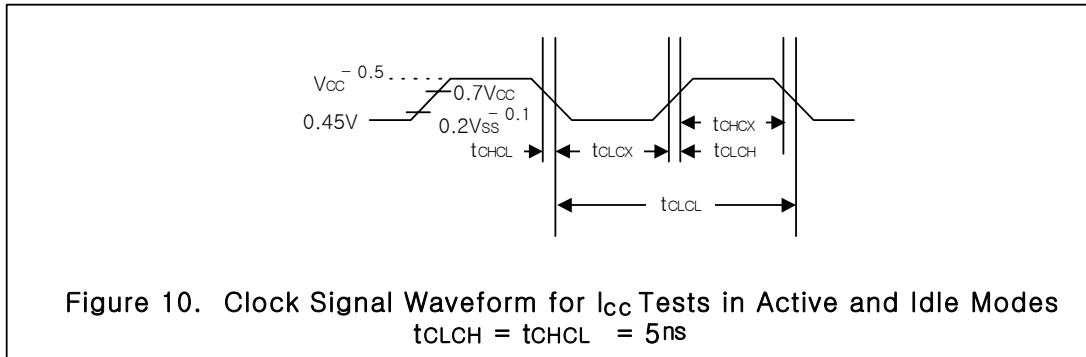 VCC - 0.5
0.7VCC
0.45V
0.2VSS - 0.1
tCHCX
tCHCL
tCLCX
tCLCH
tCLCL
Figure 10. Clock Signal Waveform for ICC Tests in Active and Idle Modes
tCLCH = tCHCL = 5ns